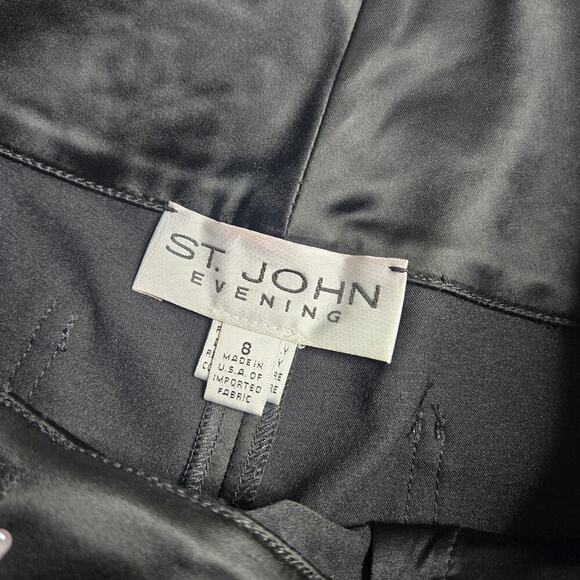 ST. JOHN
EVENING
8
MADE IN
U.S.A. OF
IMPORTED
FABRIC